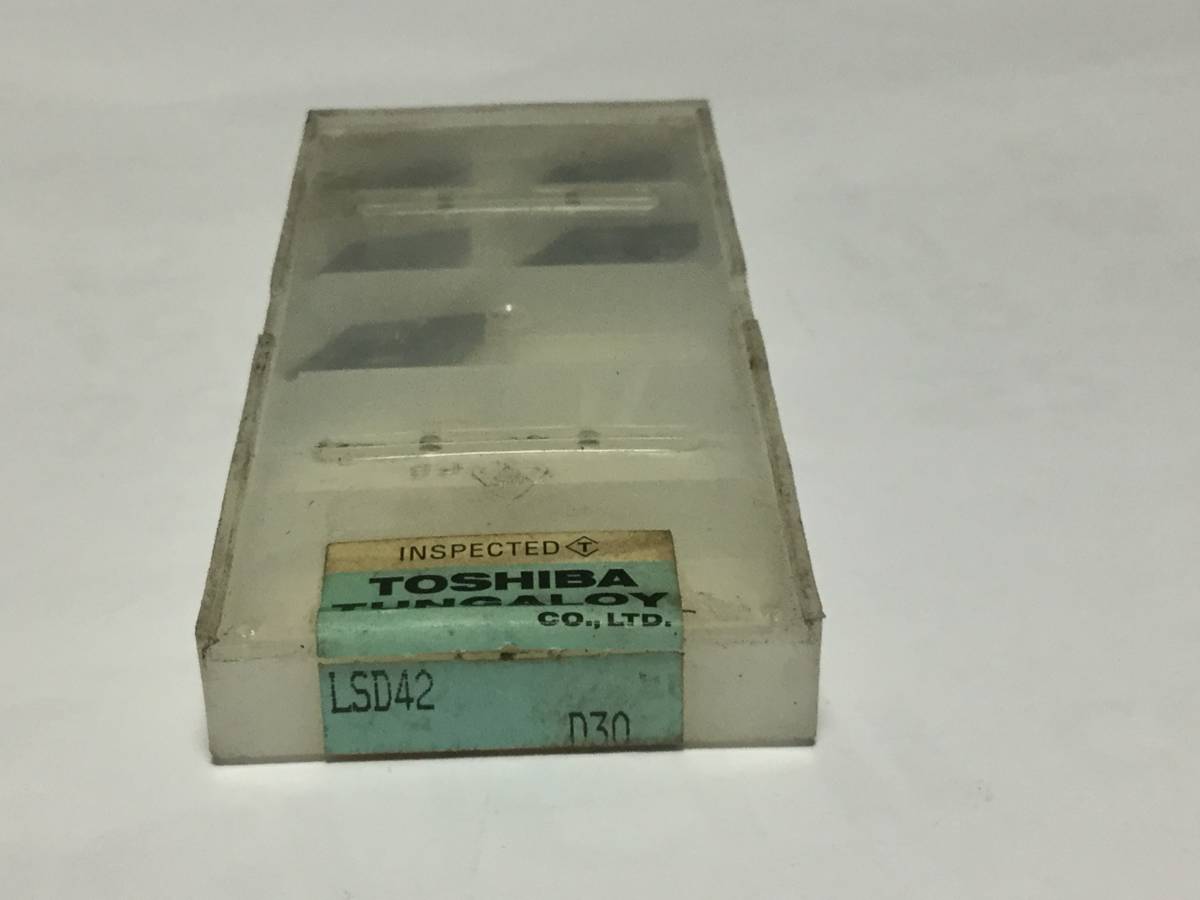 INSPECTED T
TOSHIBA
TUNGALOY
CO., LTD.
LSD42
D30